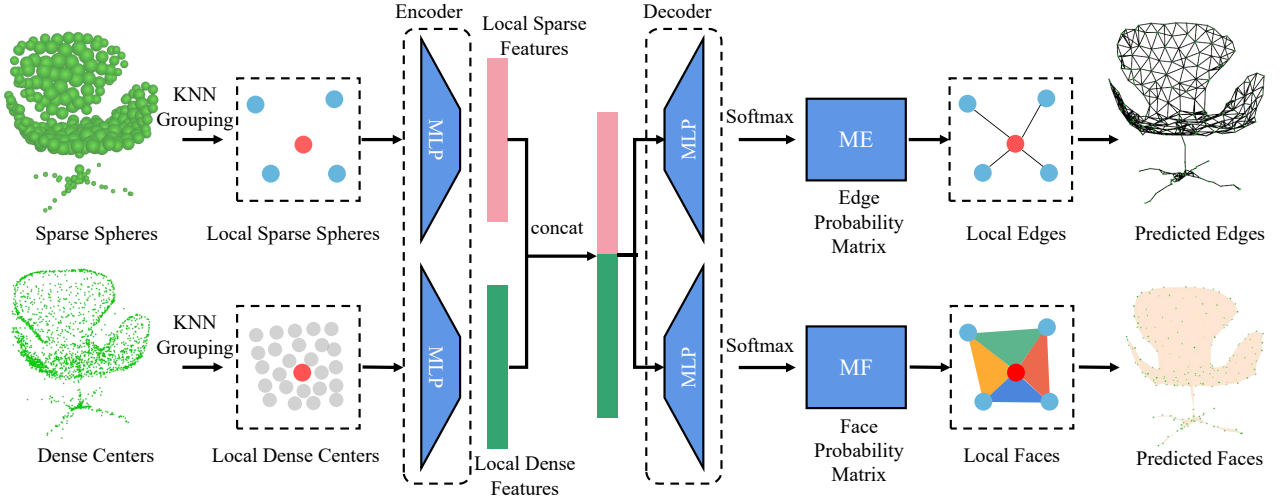 Encoder
Local Sparse
Features
Decoder
KNN
Grouping
MLP
MLP
Softmax
ME
Edge
Probability
Matrix
Sparse Spheres
Local Sparse Spheres
concat
Local Edges
Predicted Edges
KNN
Grouping
MLP
MLP
Softmax
MF
Face
Probability
Matrix
Dense Centers
Local Dense Centers
Local Dense
Features
Local Faces
Predicted Faces